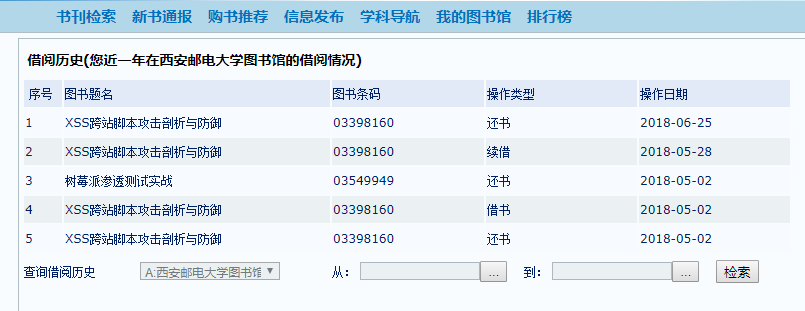 书刊检索 新书通报 购书推荐 信息发布 学科导航 我的图书馆 排行榜
借阅历史(您近一年在西安邮电大学图书馆的借阅情况)
序号 图书题名 图书条码 操作类型 操作日期
1 XSS跨站脚本攻击剖析与防御 03398160 还书 2018-06-25
2 XSS跨站脚本攻击剖析与防御 03398160 续借 2018-05-28
3 树莓派渗透测试实战 03549949 还书 2018-05-02
4 XSS跨站脚本攻击剖析与防御 03398160 借书 2018-05-02
5 XSS跨站脚本攻击剖析与防御 03398160 还书 2018-05-02
查询借阅历史 A:西安邮电大学图书馆 从: ... 到: ... 检索